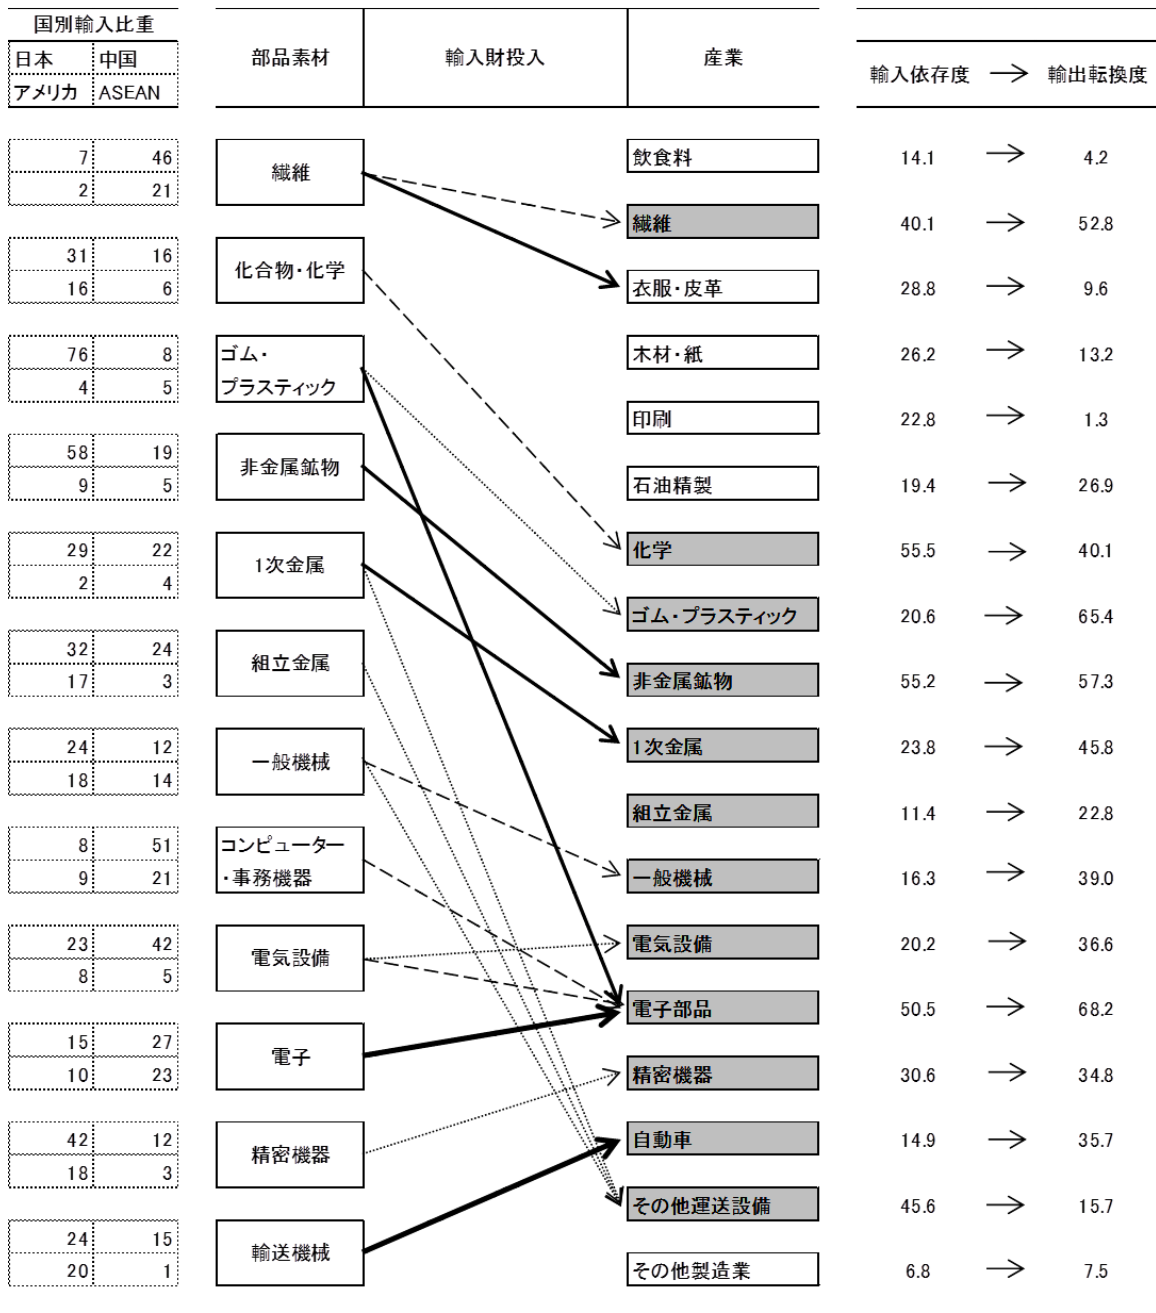 国別輸入比重
日本 中国
アメリカ ASEAN
部品素材 輸入財投入 産業
輸入依存度 → 輸出転換度
7 46
2 21
繊維
31 16
16 6
化合物・化学
76 8
4 5
ゴム・
プラスティック
58 19
9 5
非金属鉱物
29 22
2 4
1次金属
32 24
17 3
組立金属
24 12
18 14
一般機械
8 51
9 21
コンピューター
・事務機器
23 42
8 5
電気設備
15 27
10 23
電子
42 12
18 3
精密機器
24 15
20 1
輸送機械
飲食料 14.1 → 4.2
繊維 40.1 → 52.8
衣服・皮革 28.8 → 9.6
木材・紙 26.2 → 13.2
印刷 22.8 → 1.3
石油精製 19.4 → 26.9
化学 55.5 → 40.1
ゴム・プラスティック 20.6 → 65.4
非金属鉱物 55.2 → 57.3
1次金属 23.8 → 45.8
組立金属 11.4 → 22.8
一般機械 16.3 → 39.0
電気設備 20.2 → 36.6
電子部品 50.5 → 68.2
精密機器 30.6 → 34.8
自動車 14.9 → 35.7
その他運送設備 45.6 → 15.7
その他製造業 6.8 → 7.5